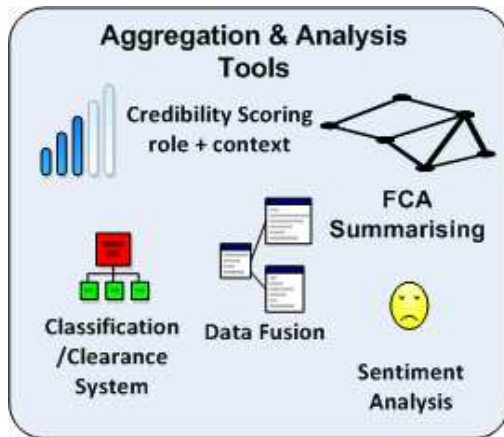 Aggregation & Analysis
Tools
Credibility Scoring
role + context
FCA
Summarising
Classification
/Clearance
System
Data Fusion
Sentiment
Analysis